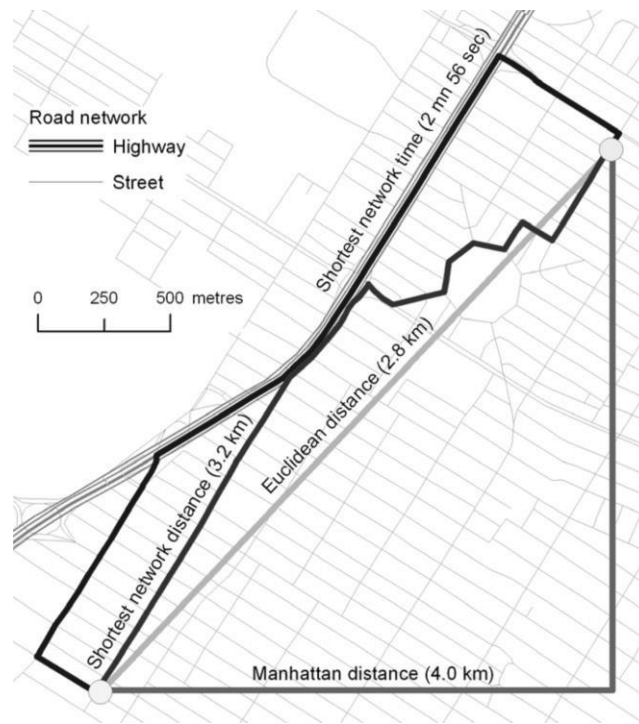 Road network
Highway
Street
0 250 500 metres
Shortest network time (2 mn 56 sec)
Euclidean distance (2.8 km)
Shortest network distance (3.2 km)
Manhattan distance (4.0 km)